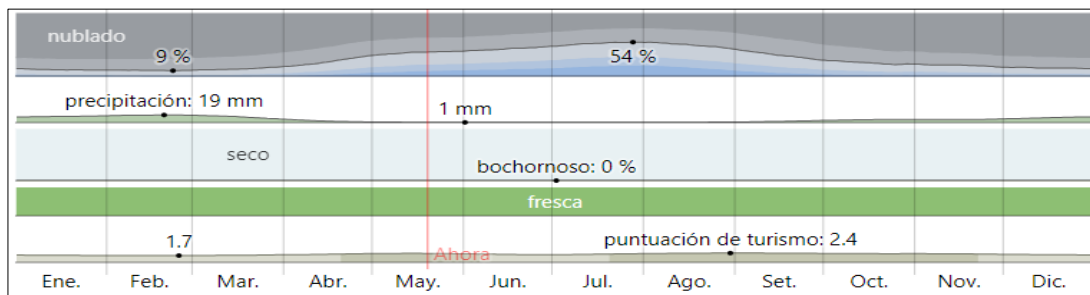 nublado
9 %
54 %
precipitación: 19 mm
1 mm
seco
bochornoso: 0 %
fresca
1.7
puntuación de turismo: 2.4
Ahora
Ene. Feb. Mar. Abr. May. Jun. Jul. Ago. Set. Oct. Nov. Dic.